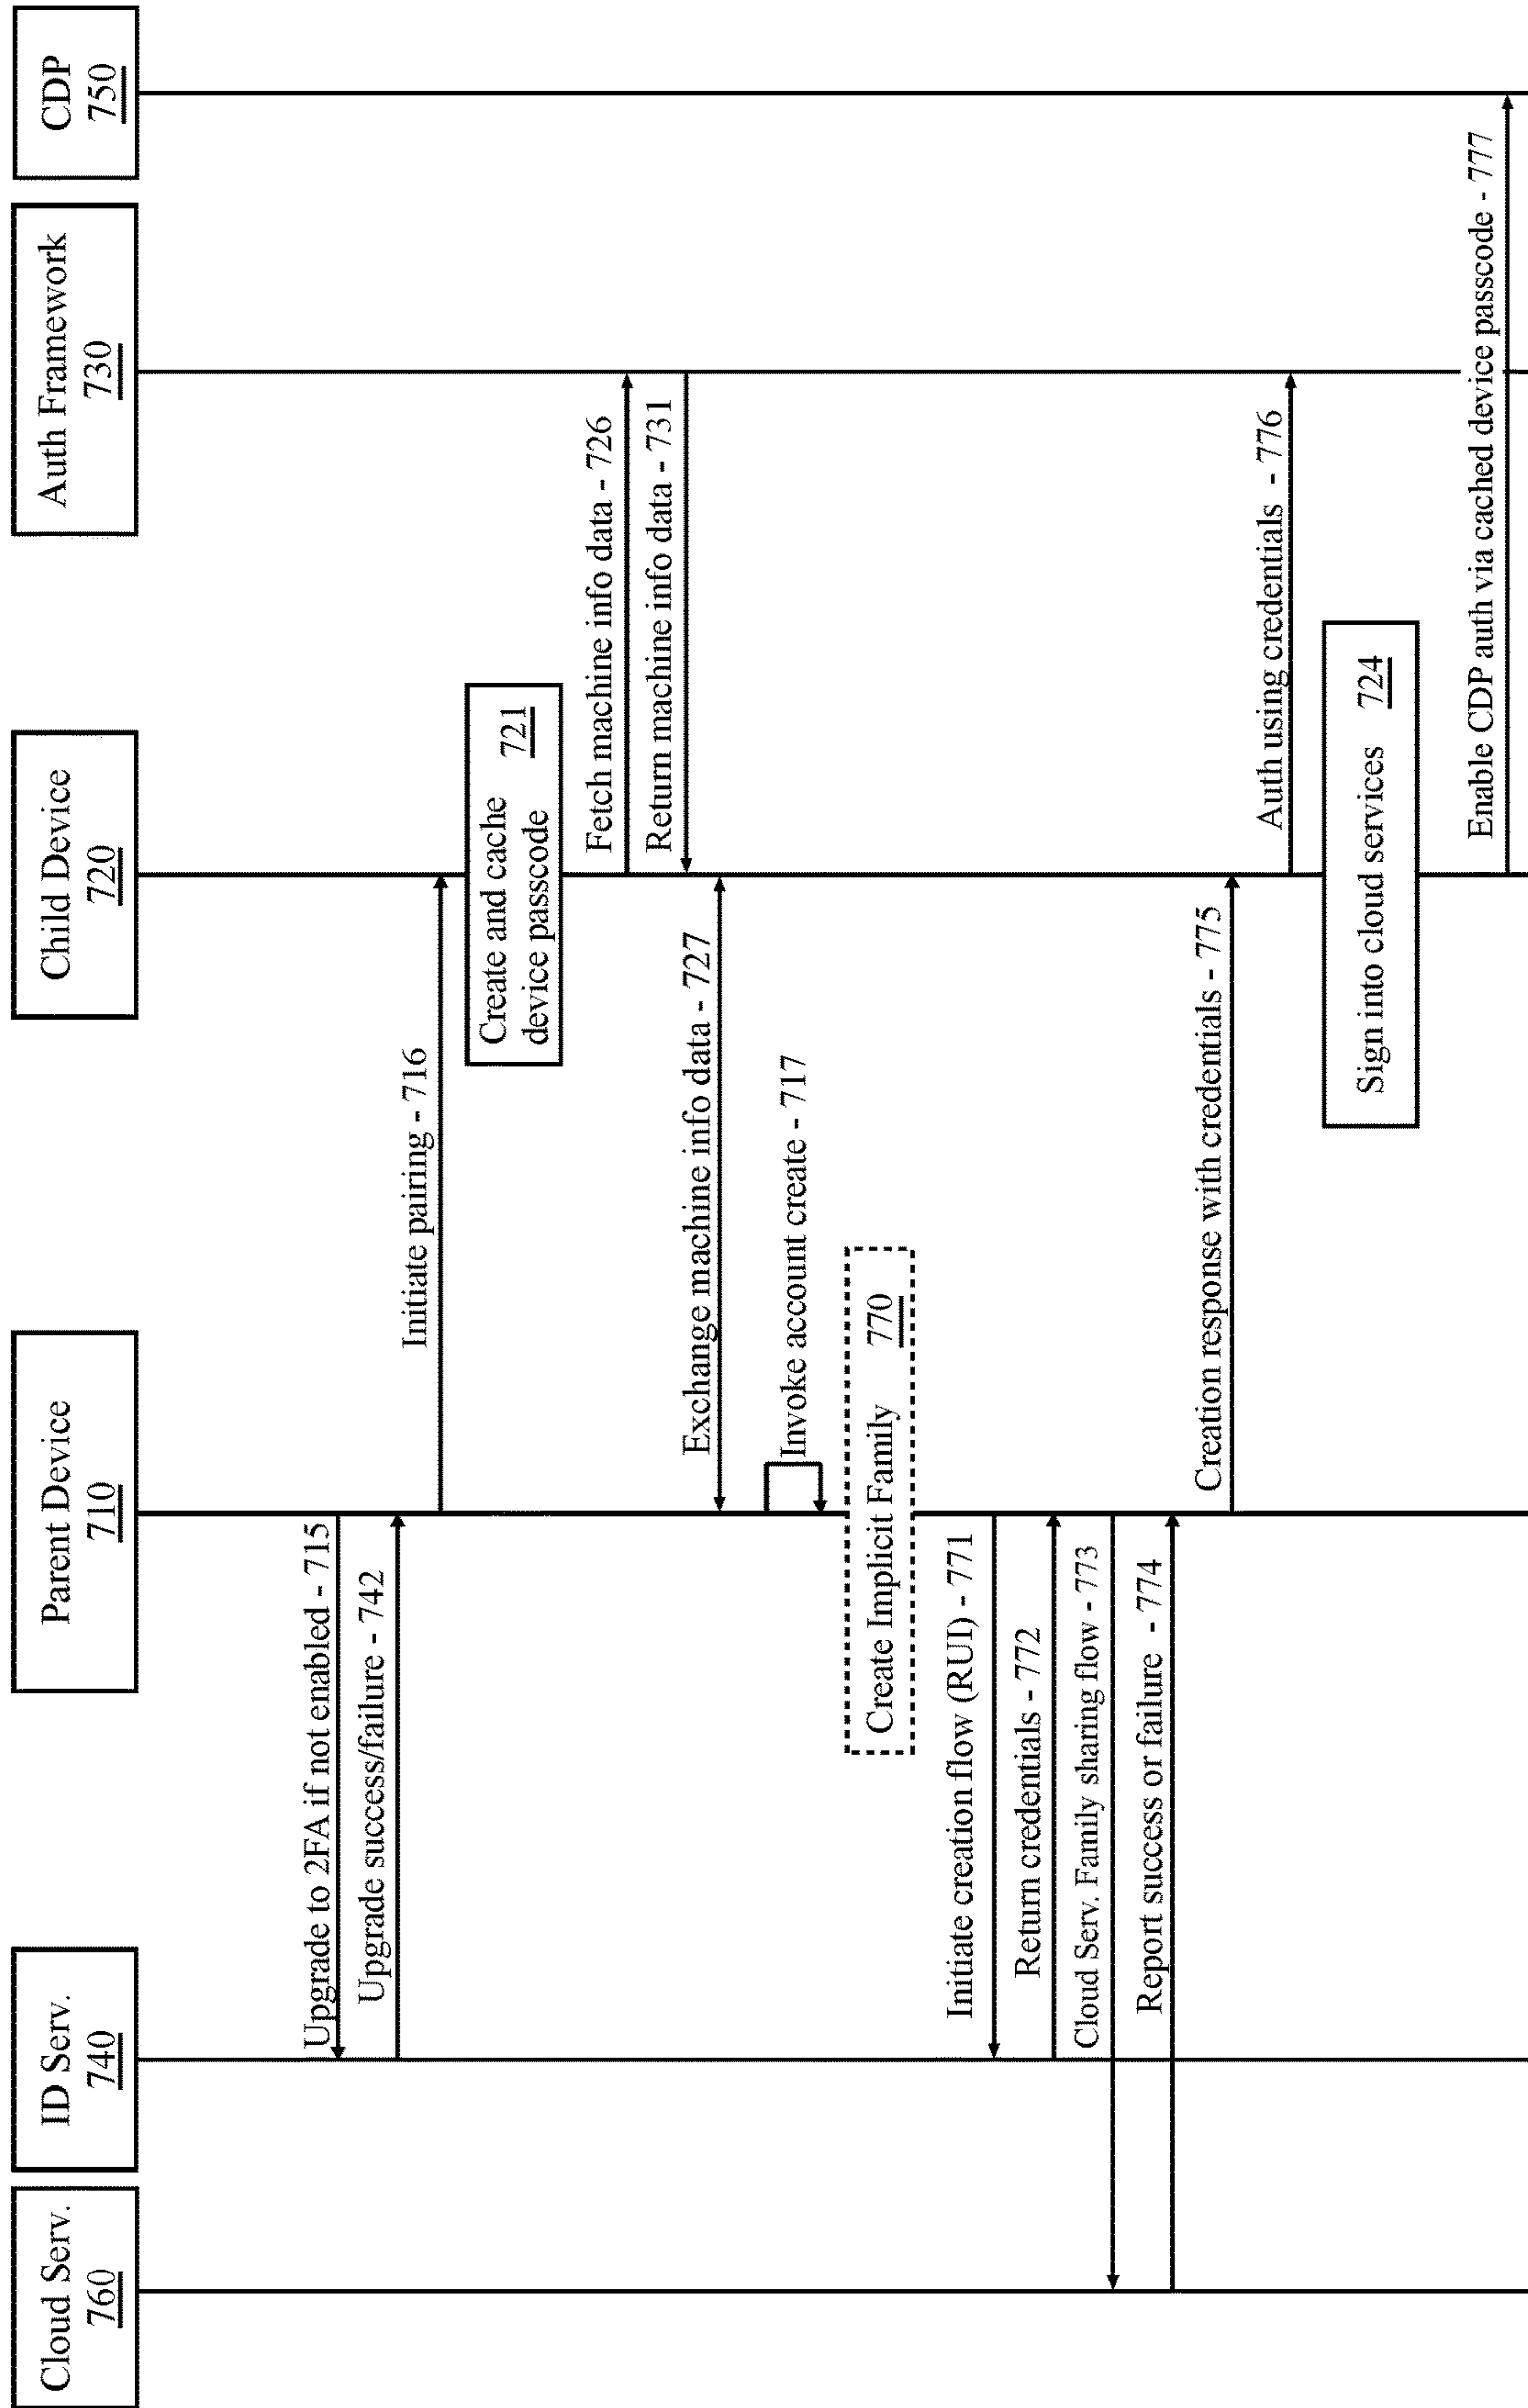 Cloud Serv.
760
ID Serv.
740
Parent Device
710
Child Device
720
Auth Framework
730
CDP
750
Upgrade to 2FA if not enabled - 715
Upgrade success/failure - 742
Initiate pairing - 716
Create and cache
device passcode 721
Fetch machine info data - 726
Return machine info data - 731
Exchange machine info data - 727
Invoke account create - 717
Create Implicit Family 770
Initiate creation flow (RUI) - 771
Return credentials - 772
Cloud Serv. Family sharing flow - 773
Report success or failure - 774
Creation response with credentials - 775
Auth using credentials - 776
Sign into cloud services 724
Enable CDP auth via cached device passcode - 777